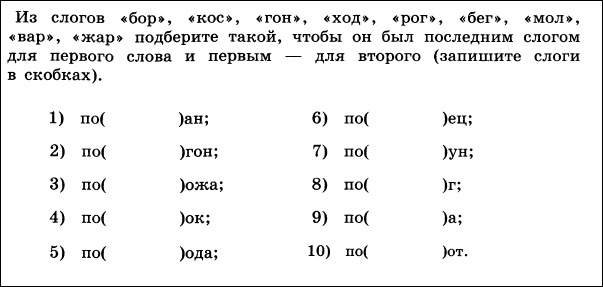 Из слогов «бор», «кос», «гон», «ход», «рог», «бег», «мол»,
«вар», «жар» подберите такой, чтобы он был последним слогом
для первого слова и первым — для второго (запишите слоги
в скобках).
1) по( )ан;
2) по( )гон;
3) по( )ожа;
4) по( )ок;
5) по( )ода;
6) по( )ец;
7) по( )ун;
8) по( )г;
9) по( )а;
10) по( )от.